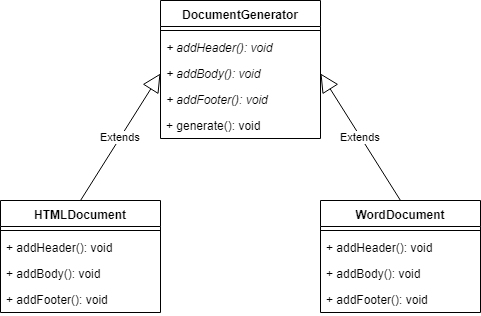 DocumentGenerator
+ addHeader(): void
+ addBody(): void
+ addFooter(): void
+ generate(): void
Extends
Extends
HTMLDocument
+ addHeader(): void
+ addBody(): void
+ addFooter(): void
WordDocument
+ addHeader(): void
+ addBody(): void
+ addFooter(): void